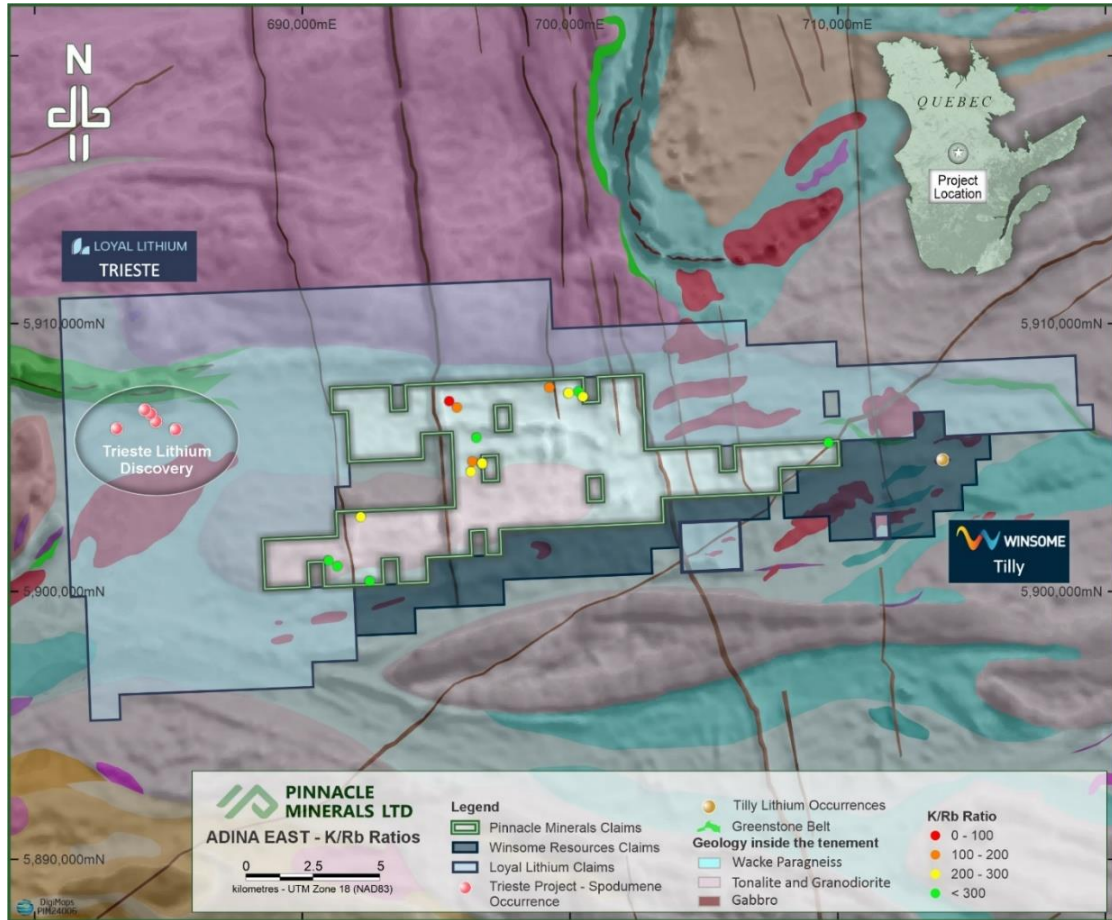 690,000mE
700,000mE
710,000mE
N
QUEBEC
Project
Location
LOYAL LITHIUM
TRIESTE
5,910,000mN
5,910,000mN
Trieste Lithium
Discovery
WINSOME
Tilly
5,900,000mN
5,900,000mN
5,890,000mN
PINNACLE
MINERALS LTD
ADINA EAST - K/Rb Ratios
0 2.5 5
kilometres - UTM Zone 18 (NAD83)
DigiMaps
PIM24006
Legend
Pinnacle Minerals Claims
Winsome Resources Claims
Loyal Lithium Claims
Trieste Project - Spodumene
Occurrence
Tilly Lithium Occurrences
Greenstone Belt
Geology inside the tenement
Wacke Paragneiss
Tonalite and Granodiorite
Gabbro
K/Rb Ratio
0 - 100
100 - 200
200 - 300
< 300